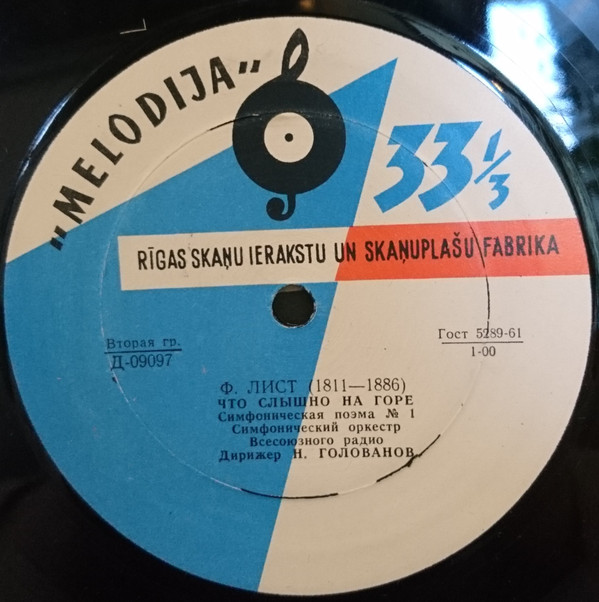 „MELODIJA”
33⅓
RĪGAS SKAŅU IERAKSTU UN SKAŅUPLAŠU FABRIKA
Вторая гр.
Д-09097
Гост 5289-61
1-00
Ф. ЛИСТ (1811—1886)
ЧТО СЛЫШНО НА ГОРЕ
Симфоническая поэма № 1
Симфонический оркестр
Всесоюзного радио
Дирижер Н. ГОЛОВАНОВ